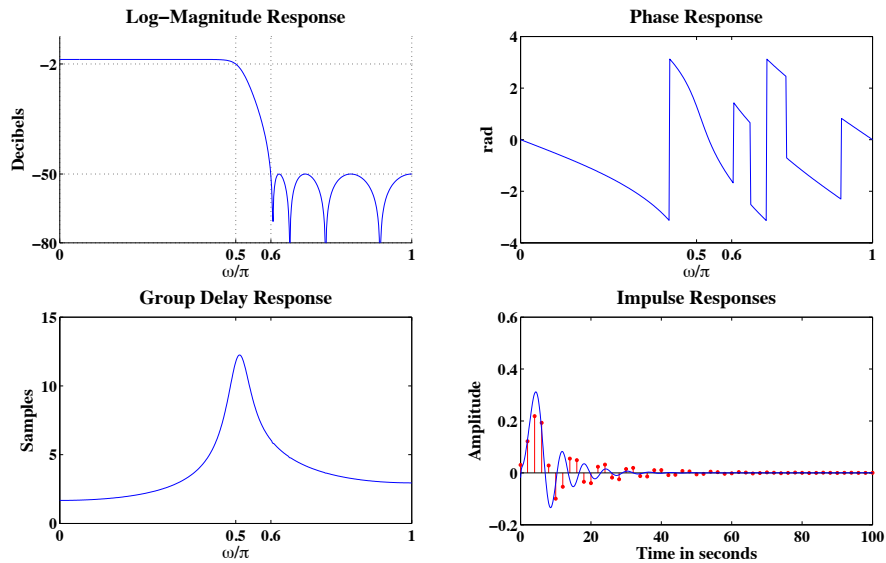 Log−Magnitude Response
Decibels
−2
−50
−80
0
0.5
0.6
1
ω/π
Phase Response
rad
4
2
0
−2
−4
0
0.5
0.6
1
ω/π
Group Delay Response
Samples
15
10
5
0
0
0.5
0.6
1
ω/π
Impulse Responses
Amplitude
0.6
0.4
0.2
0
−0.2
0
20
40
60
80
100
Time in seconds